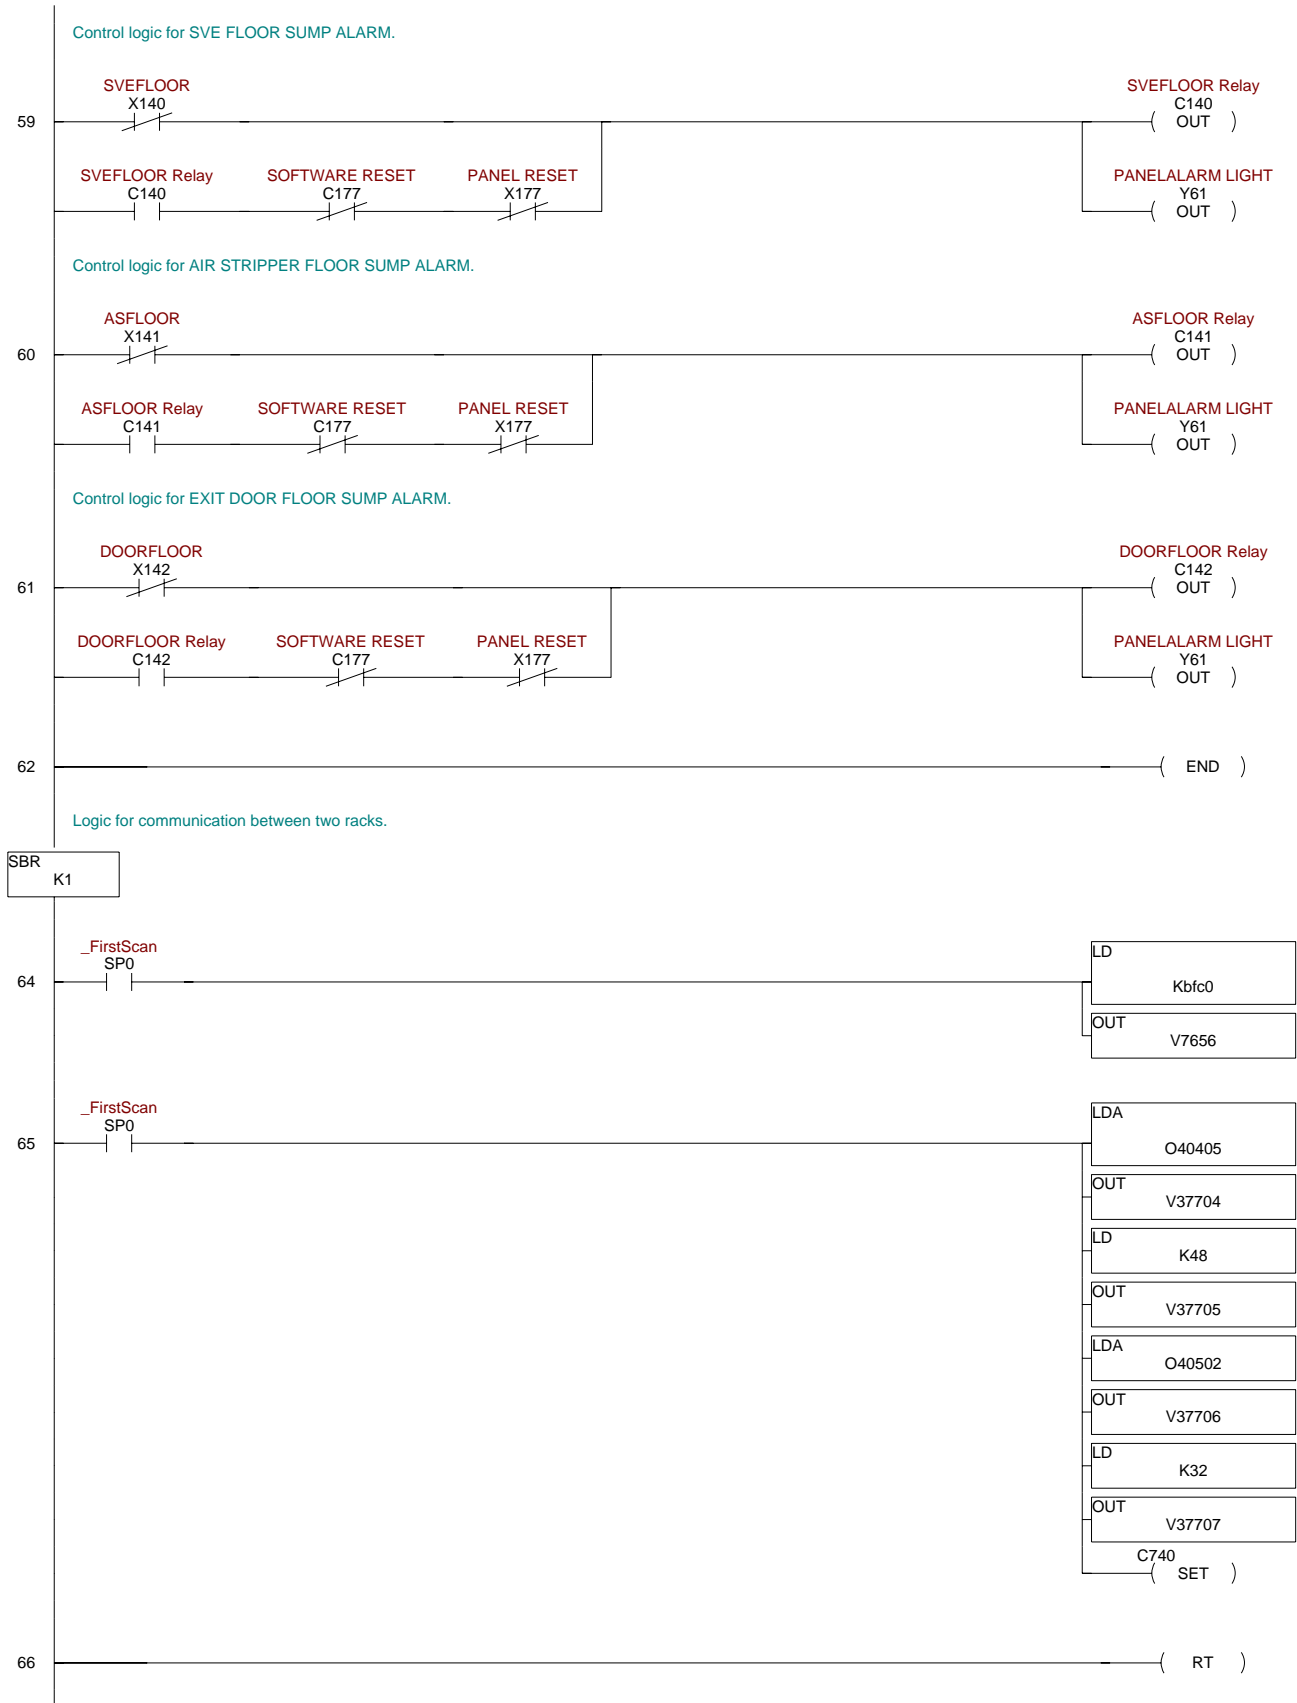 Control logic for SVE FLOOR SUMP ALARM.
SVEFLOOR
X140
SVEFLOOR Relay
C140
59
OUT
SVEFLOOR Relay
C140
SOFTWARE RESET
C177
PANEL RESET
X177
PANELALARM LIGHT
Y61
OUT
Control logic for AIR STRIPPER FLOOR SUMP ALARM.
ASFLOOR
X141
ASFLOOR Relay
C141
60
OUT
ASFLOOR Relay
C141
SOFTWARE RESET
C177
PANEL RESET
X177
PANELALARM LIGHT
Y61
OUT
Control logic for EXIT DOOR FLOOR SUMP ALARM.
DOORFLOOR
X142
DOORFLOOR Relay
C142
61
OUT
DOORFLOOR Relay
C142
SOFTWARE RESET
C177
PANEL RESET
X177
PANELALARM LIGHT
Y61
OUT
62
END
Logic for communication between two racks.
SBR
K1
_FirstScan
SP0
64
LD
Kbfc0
OUT
V7656
_FirstScan
SP0
65
LDA
O40405
OUT
V37704
LD
K48
OUT
V37705
LDA
O40502
OUT
V37706
LD
K32
OUT
V37707
C740
SET
66
RT